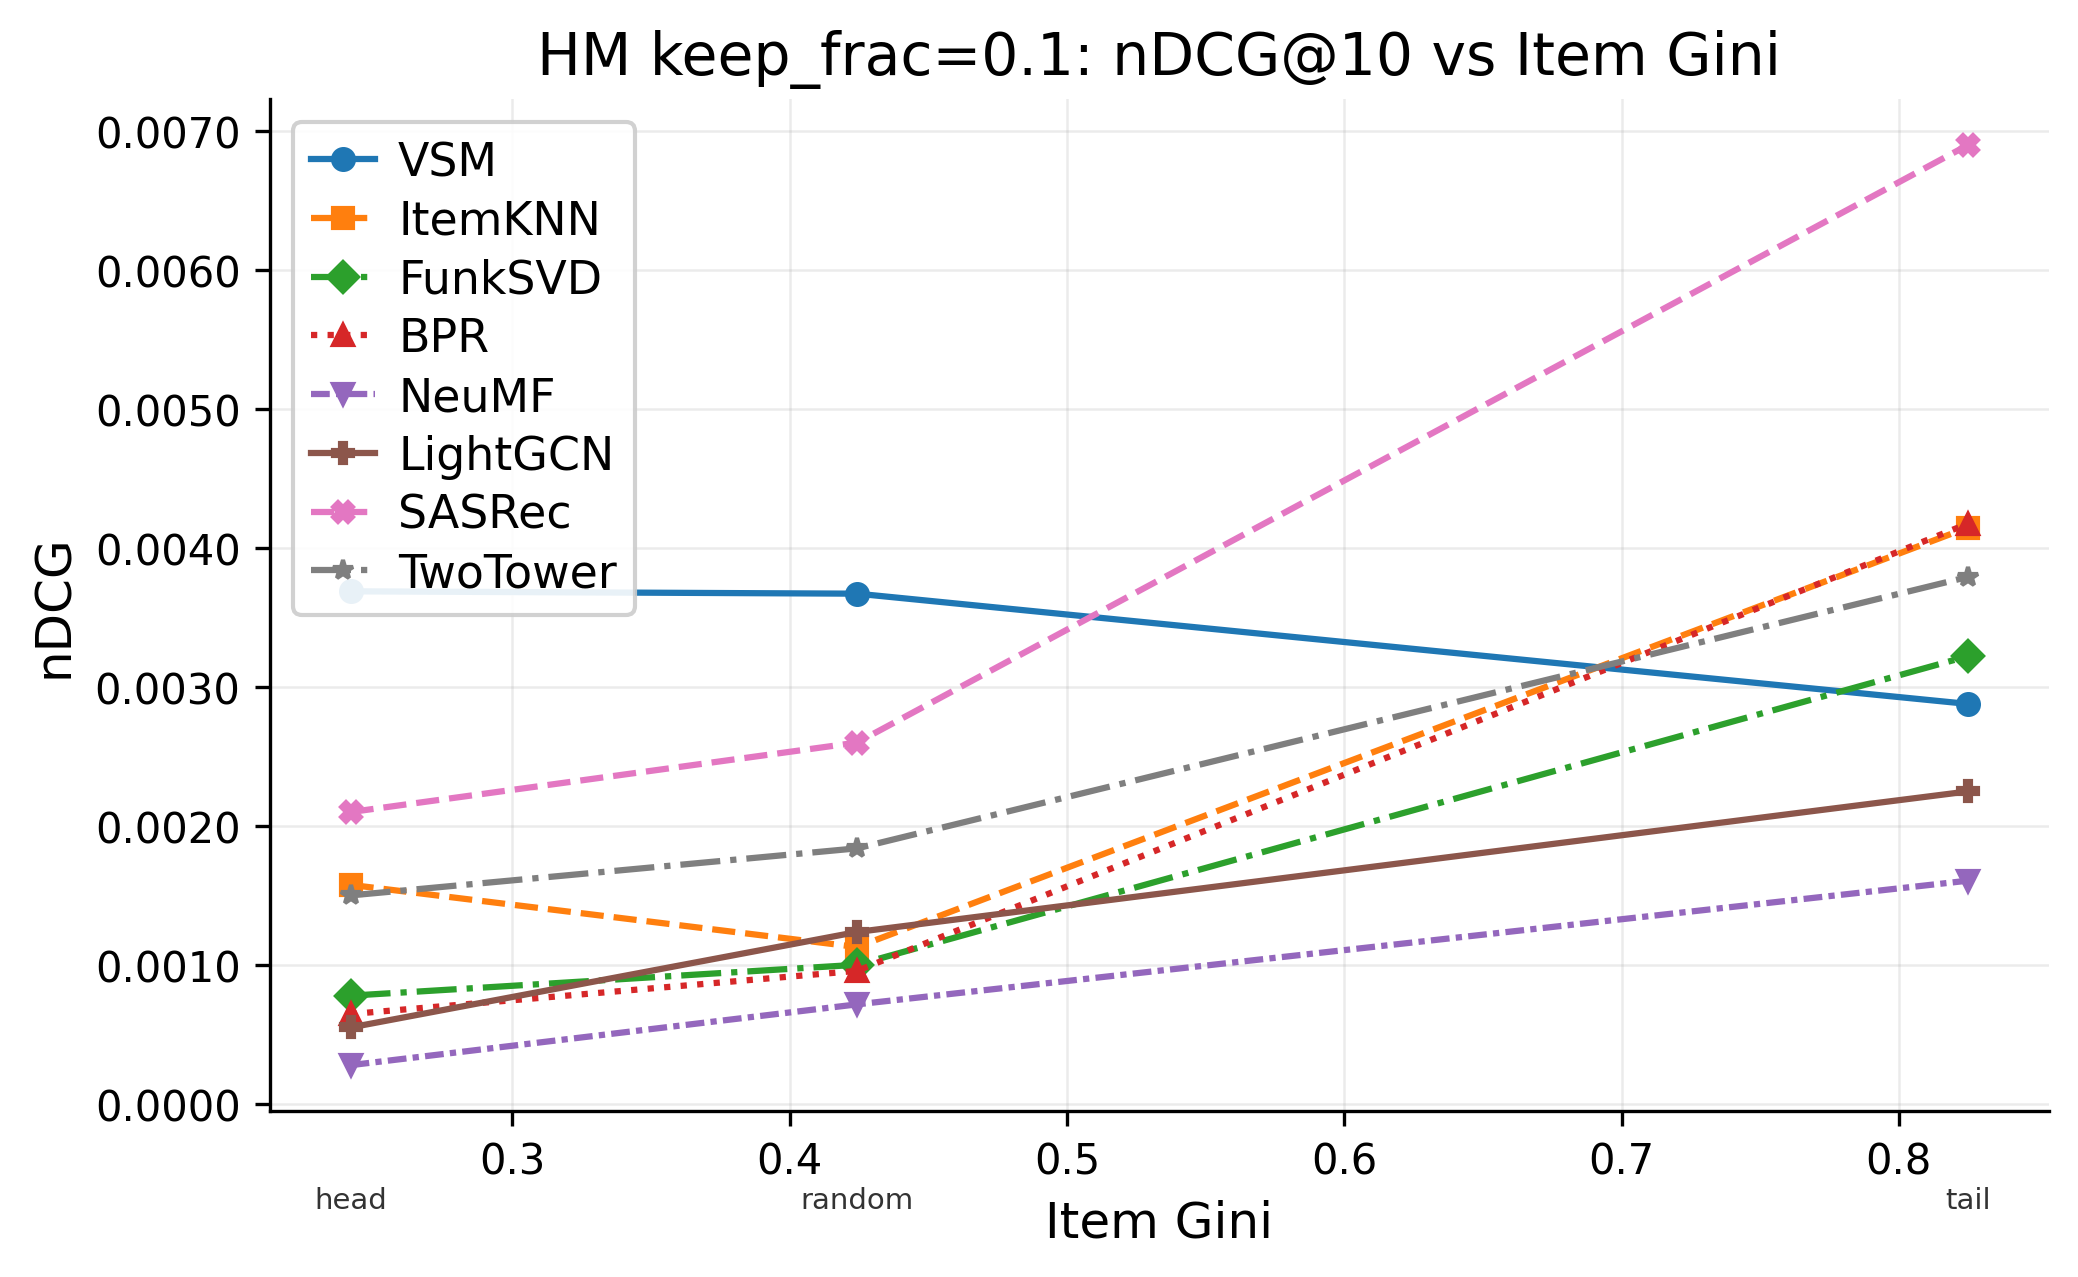 HM keep_frac=0.1: nDCG@10 vs Item Gini
0.0070
0.0060
0.0050
0.0040
0.0030
0.0020
0.0010
0.0000
nDCG
VSM
ItemKNN
FunkSVD
BPR
NeuMF
LightGCN
SASRec
TwoTower
0.3 0.4 0.5 0.6 0.7 0.8
head random tail
Item Gini